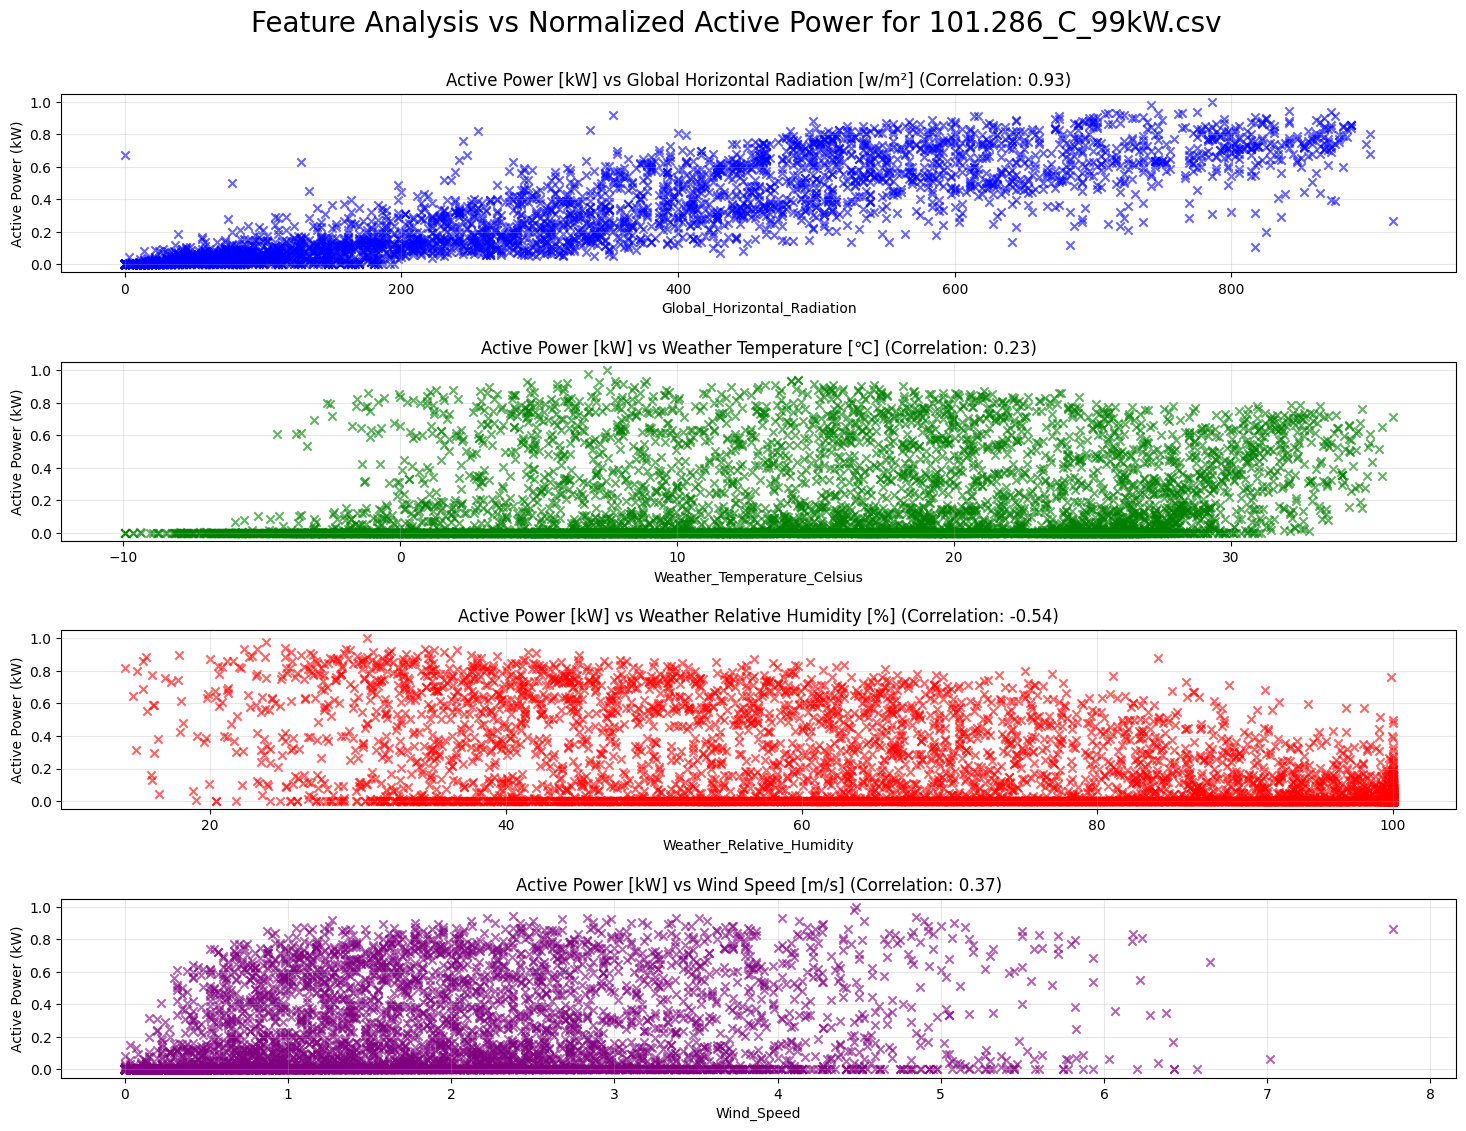 Feature Analysis vs Normalized Active Power for 101.286_C_99kW.csv
Active Power [kW] vs Global Horizontal Radiation [w/m²] (Correlation: 0.93)
Active Power (kW)
1.0
0.8
0.6
0.4
0.2
0.0
0 200 400 600 800
Global_Horizontal_Radiation
Active Power [kW] vs Weather Temperature [℃] (Correlation: 0.23)
Active Power (kW)
1.0
0.8
0.6
0.4
0.2
0.0
−10 0 10 20 30
Weather_Temperature_Celsius
Active Power [kW] vs Weather Relative Humidity [%] (Correlation: -0.54)
Active Power (kW)
1.0
0.8
0.6
0.4
0.2
0.0
20 40 60 80 100
Weather_Relative_Humidity
Active Power [kW] vs Wind Speed [m/s] (Correlation: 0.37)
Active Power (kW)
1.0
0.8
0.6
0.4
0.2
0.0
0 1 2 3 4 5 6 7 8
Wind_Speed